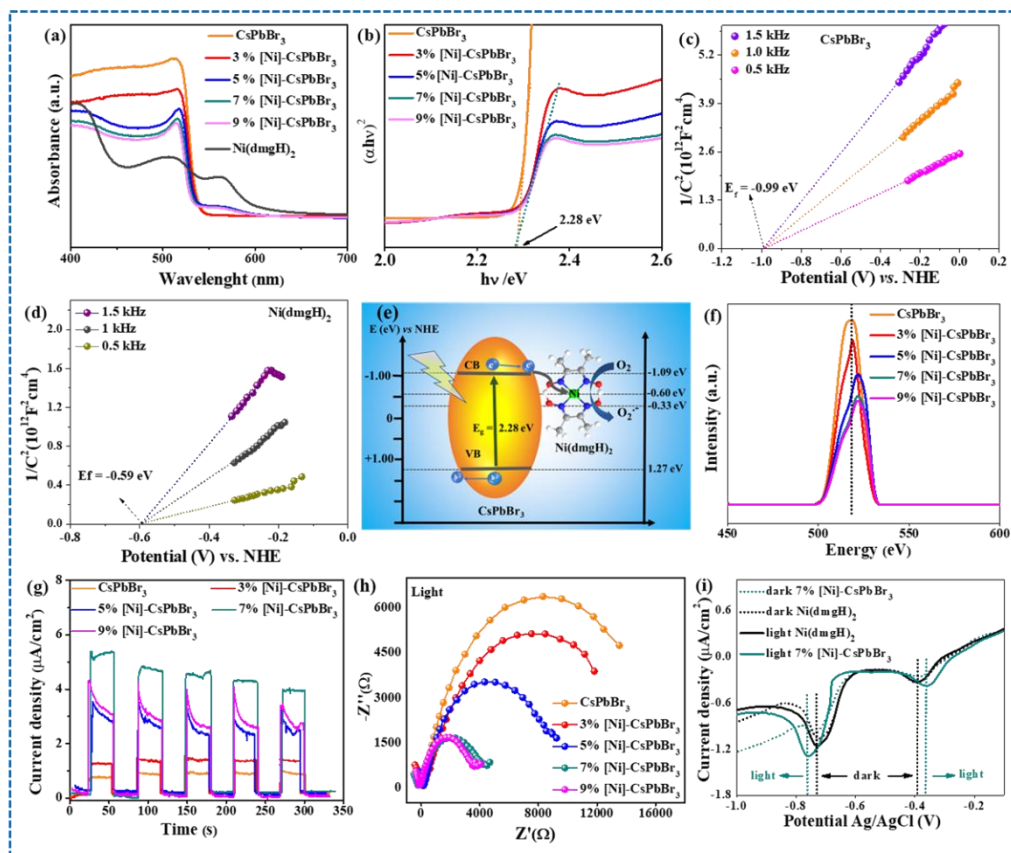 (a)
CsPbBr3
3 % [Ni]-CsPbBr3
5 % [Ni]-CsPbBr3
7 % [Ni]-CsPbBr3
9 % [Ni]-CsPbBr3
Ni(dmgH)2
Absorbance (a.u.)
400 500 600 700
Wavelenght (nm)
(b)
CsPbBr3
3% [Ni]-CsPbBr3
5% [Ni]-CsPbBr3
7% [Ni]-CsPbBr3
9% [Ni]-CsPbBr3
(αhν)2
2.28 eV
2.0 2.2 2.4 2.6
hν /eV
(c)
1.5 kHz
1.0 kHz
0.5 kHz
CsPbBr3
1/C2 (1012F-2 cm4)
5.2
3.9
2.6
1.3
0.0
Ef = -0.99 eV
-1.2 -1.0 -0.8 -0.6 -0.4 -0.2 0.0
Potential (V) vs. NHE
(d)
1.5 kHz
1 kHz
0.5 kHz
Ni(dmgH)2
1/C2 (1012F-2 cm4)
2.0
1.6
1.2
0.8
0.4
0.0
Ef = -0.59 eV
-0.8 -0.6 -0.4 -0.2 0.0
Potential (V) vs. NHE
(e)
E (eV) vs NHE
-1.00
0
+1.00
CB
Eg = 2.28 eV
VB
CsPbBr3
Ni
Ni(dmgH)2
O2
O2·-
-1.09 eV
-0.60 eV
-0.33 eV
1.27 eV
(f)
CsPbBr3
3% [Ni]-CsPbBr3
5% [Ni]-CsPbBr3
7% [Ni]-CsPbBr3
9% [Ni]-CsPbBr3
Intensity (a.u.)
450 500 550 600
Energy (eV)
(g)
CsPbBr3
3% [Ni]-CsPbBr3
5% [Ni]-CsPbBr3
7% [Ni]-CsPbBr3
9% [Ni]-CsPbBr3
Current density (μA/cm2)
8
6
4
2
0
0 50 100 150 200 250 300 350
Time (s)
(h)
Light
-Z''(Ω)
6000
4500
3000
1500
0
CsPbBr3
3% [Ni]-CsPbBr3
5% [Ni]-CsPbBr3
7% [Ni]-CsPbBr3
9% [Ni]-CsPbBr3
0 4000 8000 12000 16000
Z'(Ω)
(i)
dark 7% [Ni]-CsPbBr3
dark Ni(dmgH)2
light Ni(dmgH)2
light 7% [Ni]-CsPbBr3
Current density (μA/cm2)
0.6
0.0
-0.6
-1.2
-1.8
light
dark
light
-1.0 -0.8 -0.6 -0.4 -0.2
Potential Ag/AgCl (V)